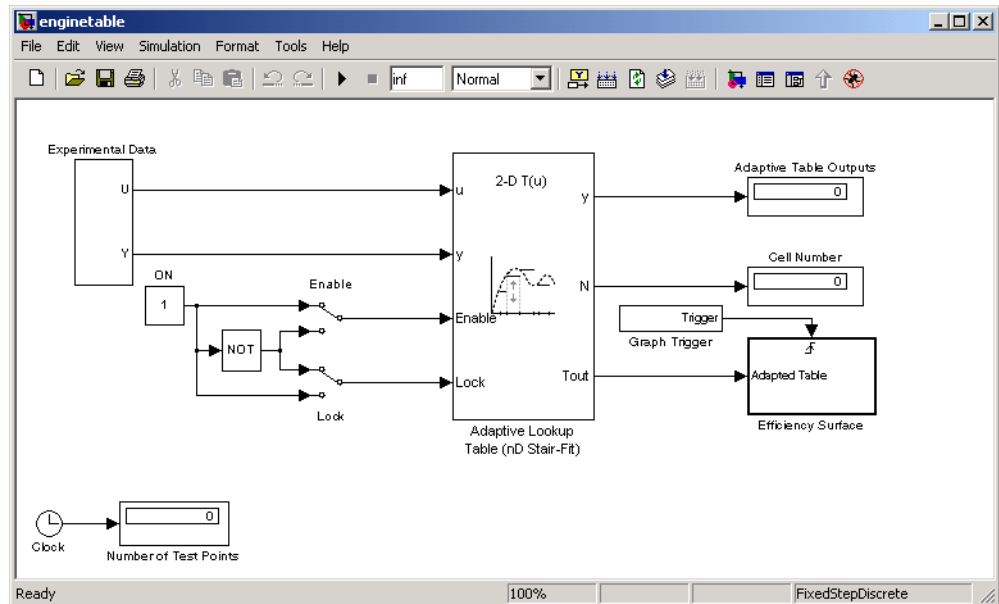 enginetable
File Edit View Simulation Format Tools Help
inf Normal
Experimental Data
U
Y
ON
1
NOT
Enable
Lock
2-D T(u)
u
y
Enable
Lock
y
N
Tout
Adaptive Lookup
Table (nD Stair-Fit)
Adaptive Table Outputs
0
Cell Number
0
Trigger
Graph Trigger
Adapted Table
Efficiency Surface
Clock
0
Number of Test Points
Ready 100% FixedStepDiscrete